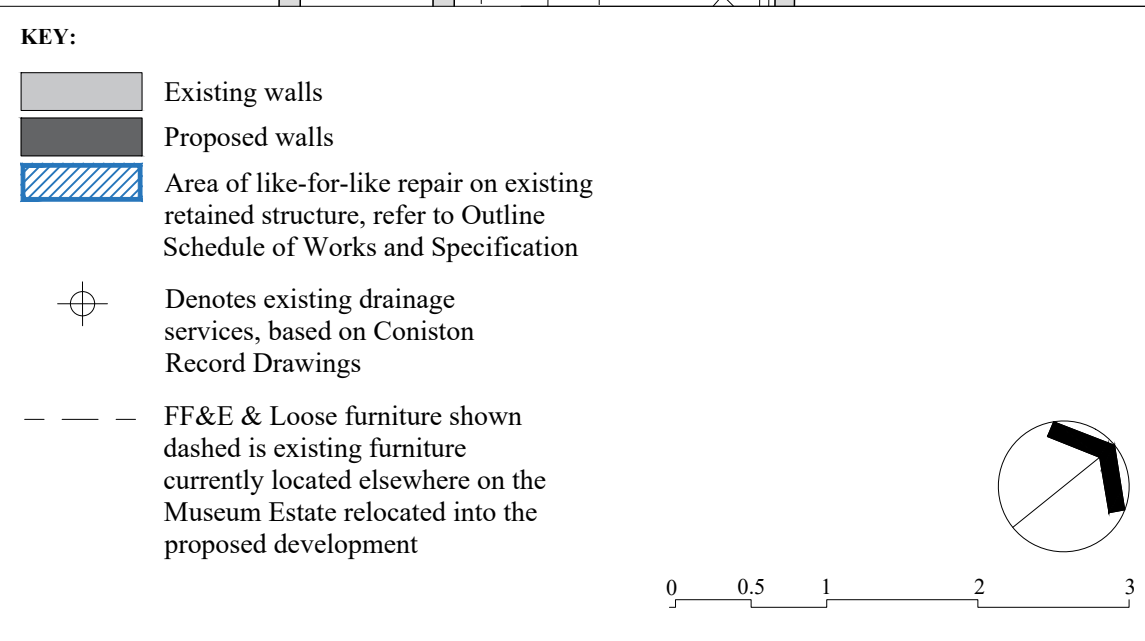 KEY:
Existing walls
Proposed walls
Area of like-for-like repair on existing
retained structure, refer to Outline
Schedule of Works and Specification
Denotes existing drainage
services, based on Coniston
Record Drawings
FF&E & Loose furniture shown
dashed is existing furniture
currently located elsewhere on the
Museum Estate relocated into the
proposed development
0 0.5 1 2 3